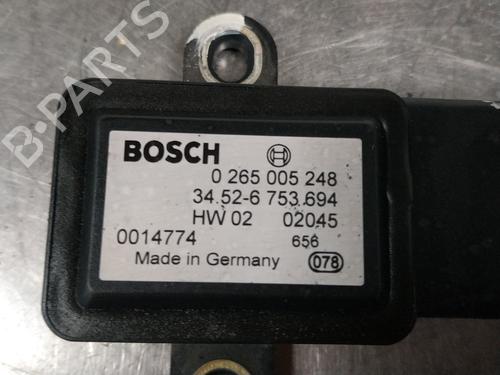 BOSCH
0 265 005 248
34.52-6 753 694
HW 02 02045
0014774 656
Made in Germany 078
B-PARTS